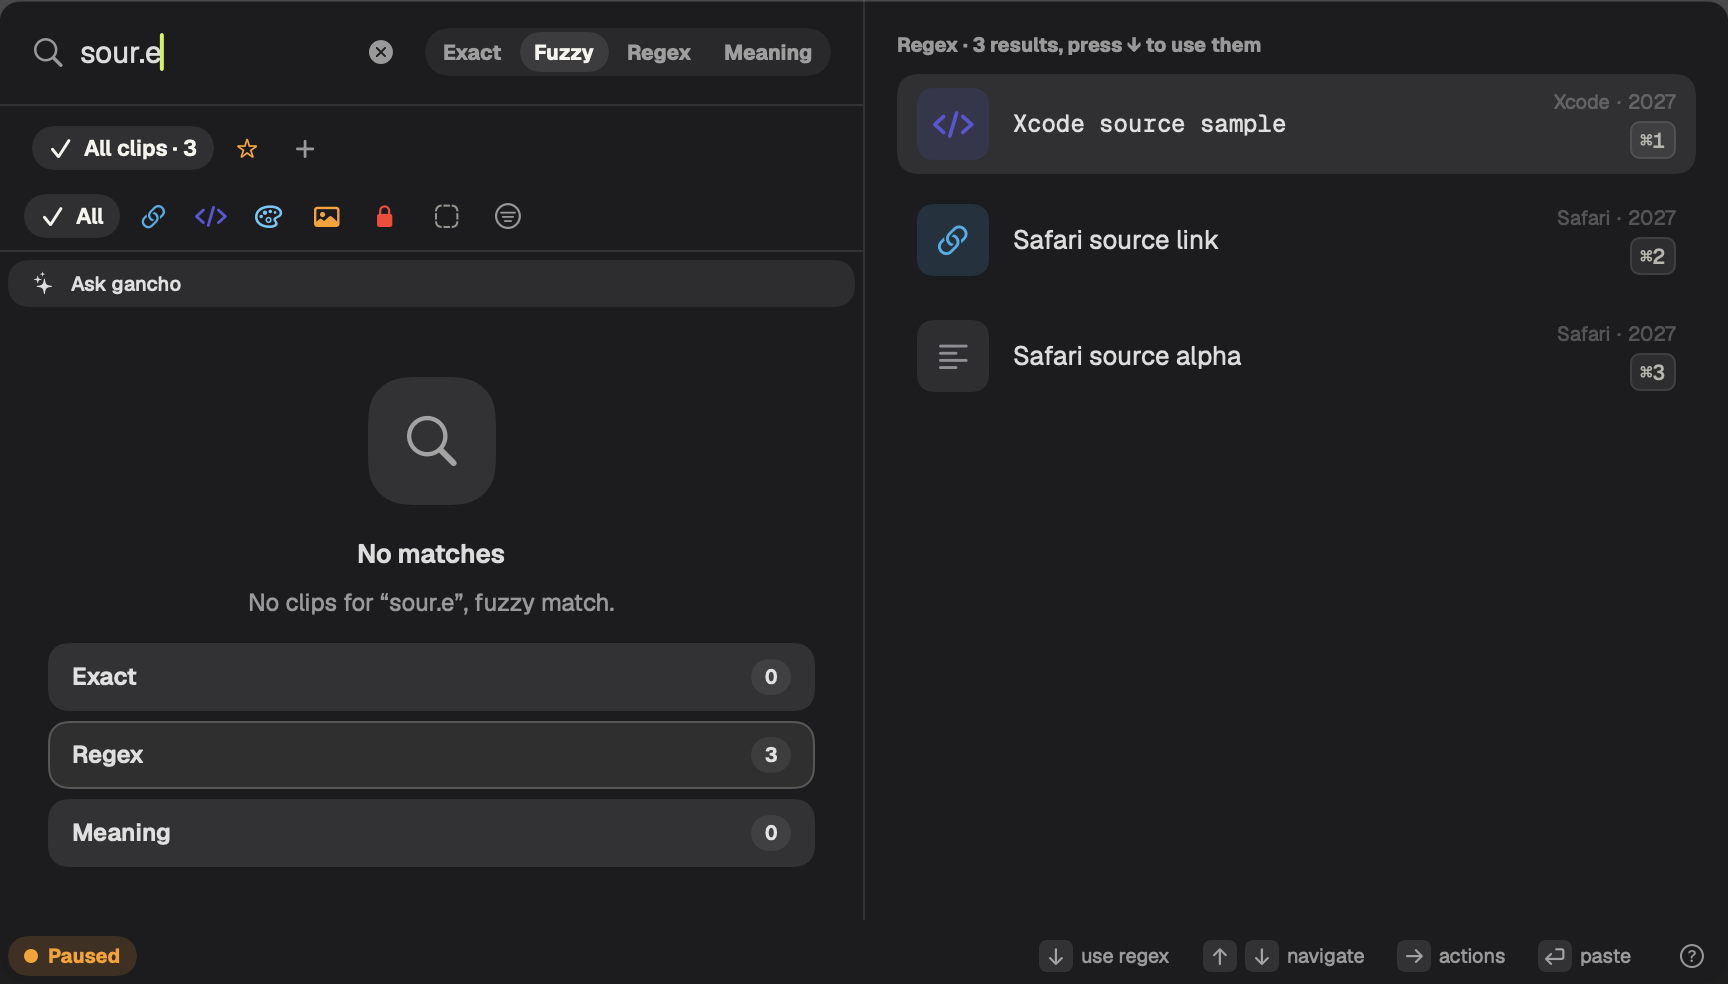 sour.e
Exact Fuzzy Regex Meaning
All clips · 3
All
Ask gancho
No matches
No clips for “sour.e”, fuzzy match.
Exact 0
Regex 3
Meaning 0
Paused
Regex · 3 results, press ↓ to use them
Xcode source sample
Xcode · 2027
⌘1
Safari source link
Safari · 2027
⌘2
Safari source alpha
Safari · 2027
⌘3
↓ use regex ↑ ↓ navigate → actions ↵ paste ?